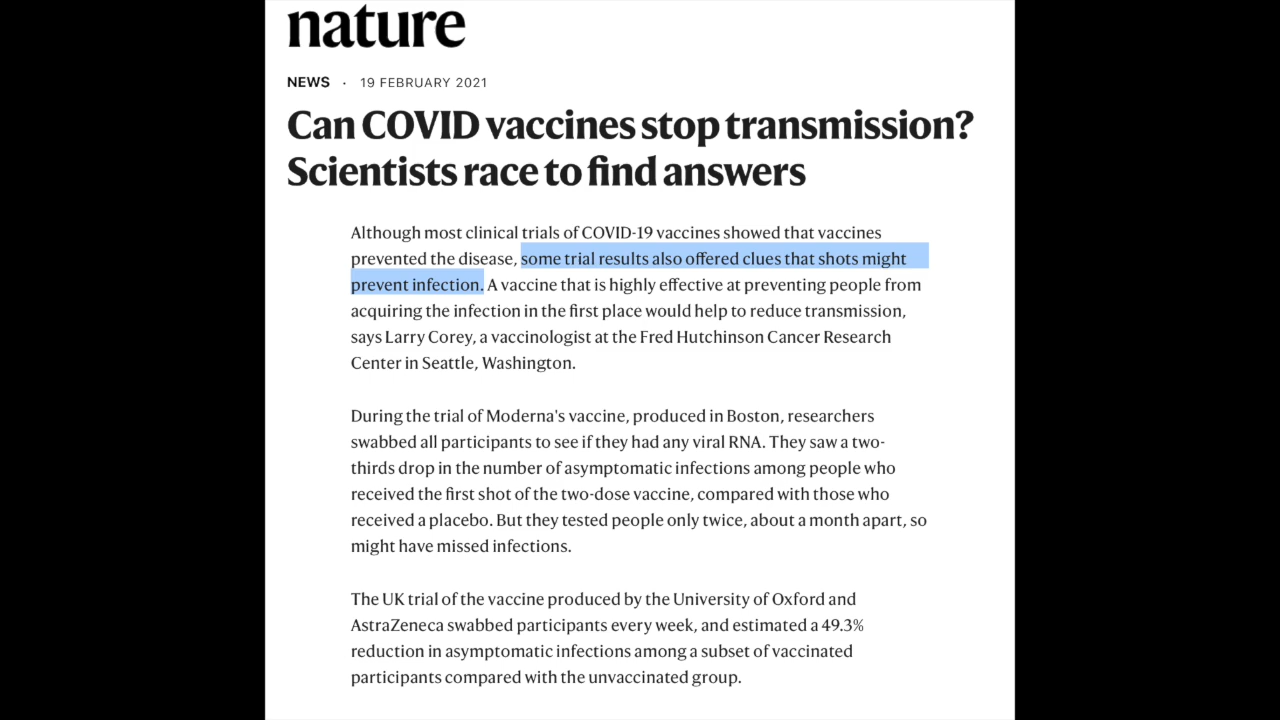 nature
NEWS · 19 FEBRUARY 2021
Can COVID vaccines stop transmission?
Scientists race to find answers
Although most clinical trials of COVID-19 vaccines showed that vaccines
prevented the disease, some trial results also offered clues that shots might
prevent infection. A vaccine that is highly effective at preventing people from
acquiring the infection in the first place would help to reduce transmission,
says Larry Corey, a vaccinologist at the Fred Hutchinson Cancer Research
Center in Seattle, Washington.
During the trial of Moderna's vaccine, produced in Boston, researchers
swabbed all participants to see if they had any viral RNA. They saw a two-
thirds drop in the number of asymptomatic infections among people who
received the first shot of the two-dose vaccine, compared with those who
received a placebo. But they tested people only twice, about a month apart, so
might have missed infections.
The UK trial of the vaccine produced by the University of Oxford and
AstraZeneca swabbed participants every week, and estimated a 49.3%
reduction in asymptomatic infections among a subset of vaccinated
participants compared with the unvaccinated group.